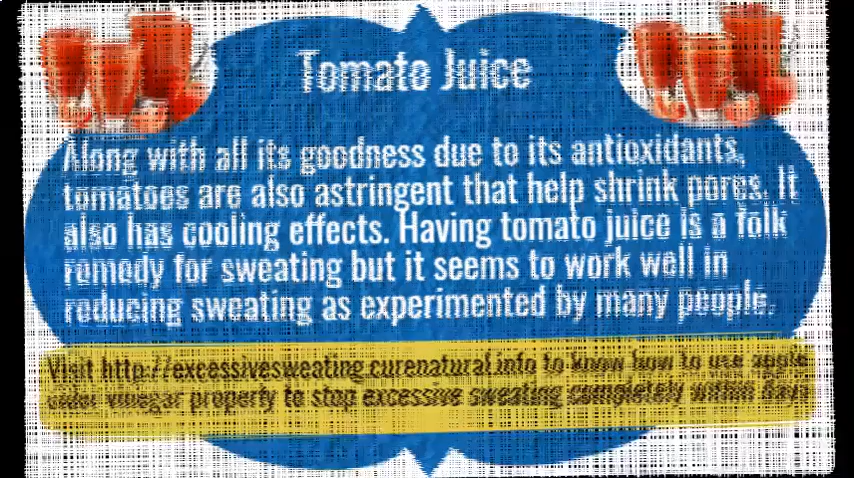 Tomato Juice
Along with all its goodness due to its antioxidants,
tomatoes are also astringent that help shrink pores. It
also has cooling effects. Having tomato juice is a folk
remedy for sweating but it seems to work well in
reducing sweating as experimented by many people.
Visit http://excessivesweating.curenatural.info to know how to use apple
cider vinegar property to stop excessive sweating completely within days